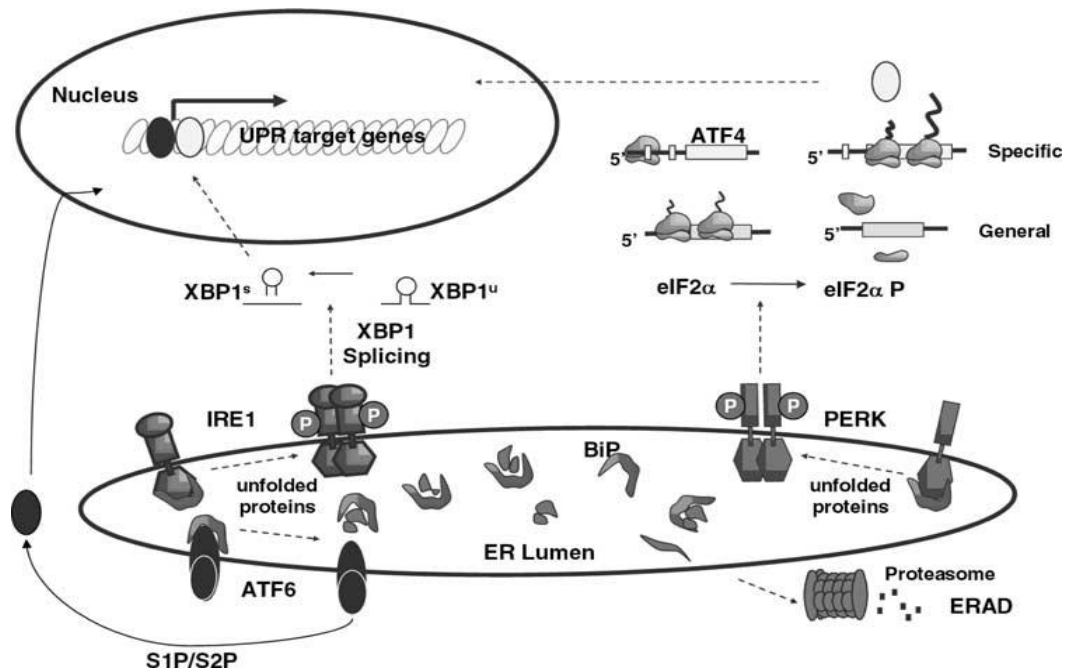 Nucleus
UPR target genes
ATF4
5'
5'
Specific
5'
5'
General
eIF2α
eIF2α P
XBP1ˢ
XBP1ᵘ
XBP1
Splicing
IRE1
P
P
P
P
PERK
BiP
unfolded
proteins
unfolded
proteins
ER Lumen
ATF6
Proteasome
ERAD
S1P/S2P